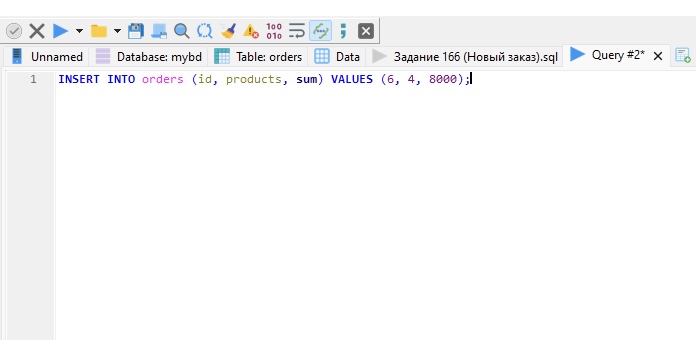 Unnamed Database: mybd Table: orders Data Задание 166 (Новый заказ).sql Query #2*
1 INSERT INTO orders (id, products, sum) VALUES (6, 4, 8000);